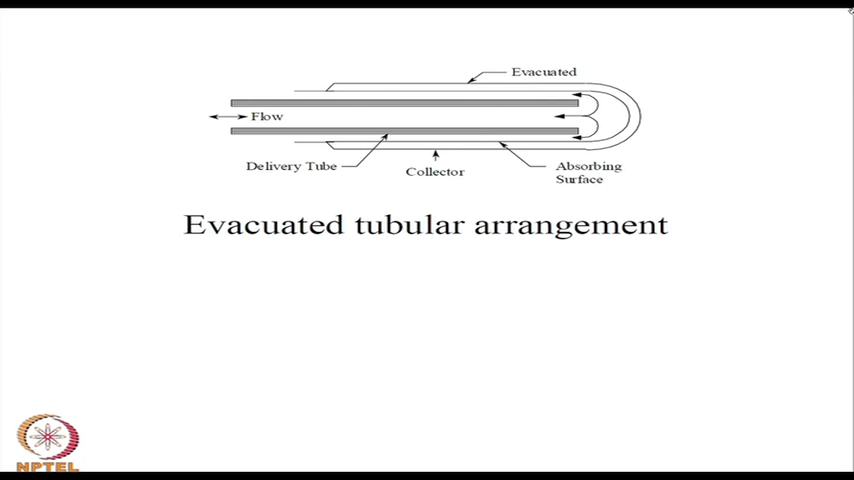 Evacuated
Flow
Delivery Tube
Collector
Absorbing
Surface
Evacuated tubular arrangement
NPTEL